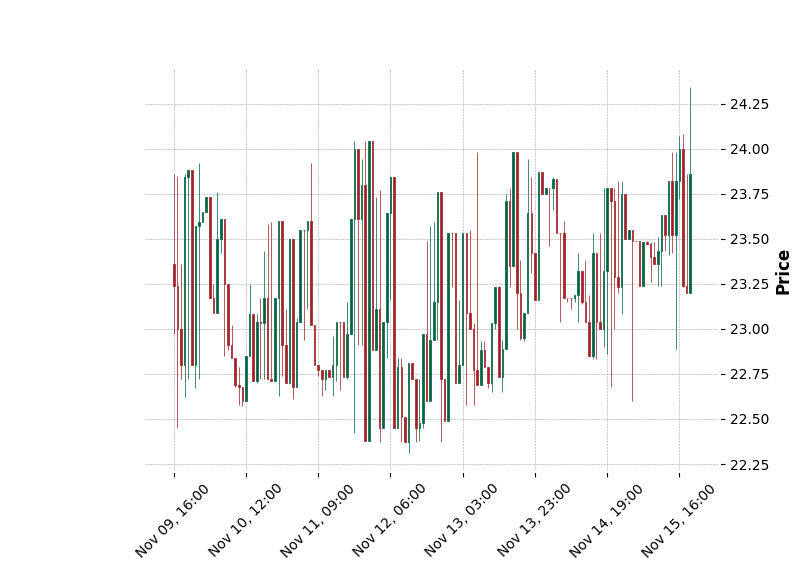 24.25
24.00
23.75
23.50
23.25
23.00
22.75
22.50
22.25
Price
Nov 09, 16:00
Nov 10, 12:00
Nov 11, 09:00
Nov 12, 06:00
Nov 13, 03:00
Nov 13, 23:00
Nov 14, 19:00
Nov 15, 16:00